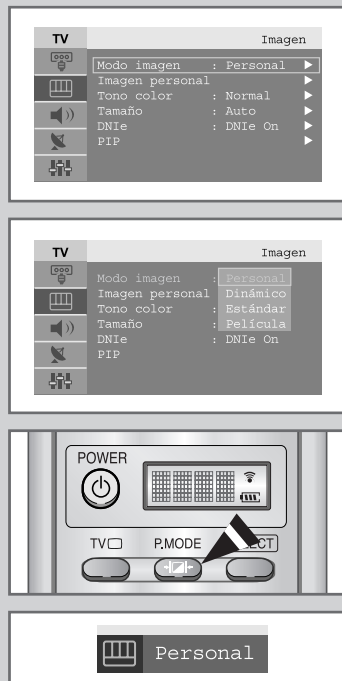 TV Imagen
Modo imagen : Personal
Imagen personal
Tono color : Normal
Tamaño : Auto
DNIe : DNIe On
PIP
TV Imagen
Modo imagen : Personal
Imagen personal Dinámico
Tono color : Estándar
Tamaño : Película
DNIe : DNIe On
PIP
POWER
TV P.MODE
Personal